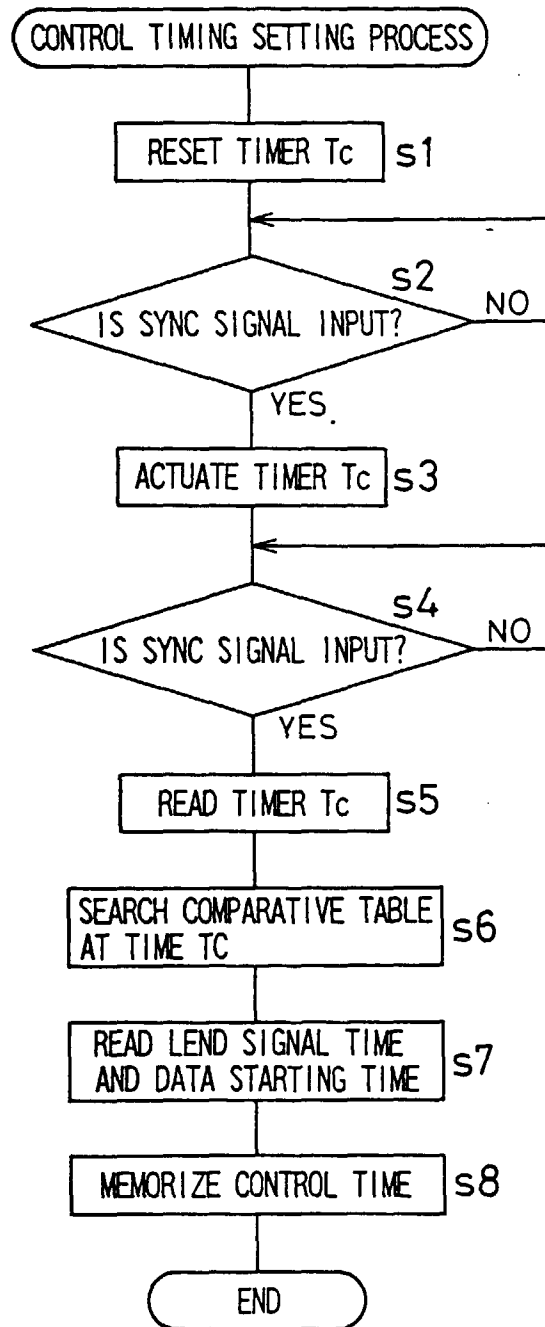 CONTROL TIMING SETTING PROCESS
RESET TIMER Tc
s1
s2
IS SYNC SIGNAL INPUT?
NO
YES
ACTUATE TIMER Tc
s3
s4
IS SYNC SIGNAL INPUT?
NO
YES
READ TIMER Tc
s5
SEARCH COMPARATIVE TABLE
AT TIME TC
s6
READ LEND SIGNAL TIME
AND DATA STARTING TIME
s7
MEMORIZE CONTROL TIME
s8
END